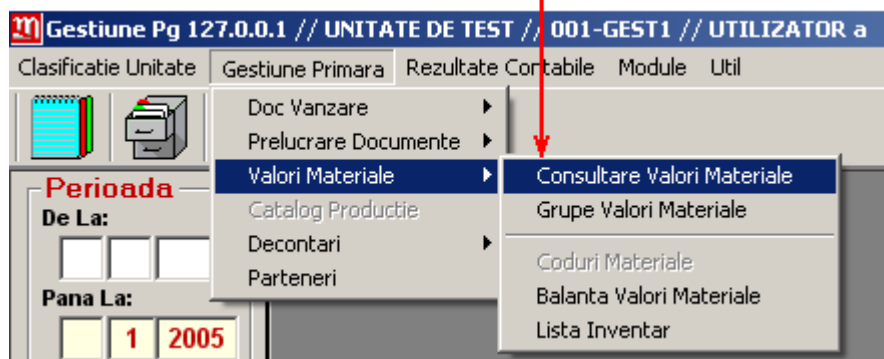 Gestiune Pg 127.0.0.1 // UNITATE DE TEST // 001-GEST1 // UTILIZATOR a
Clasificatie Unitate Gestiune Primara Rezultate Contabile Module Util
Doc Vanzare
Prelucrare Documente
Valori Materiale
Catalog Productie
Decontari
Parteneri
Consultare Valori Materiale
Grupe Valori Materiale
Coduri Materiale
Balanta Valori Materiale
Lista Inventar
Perioada
De La:
Pana La:
1 2005